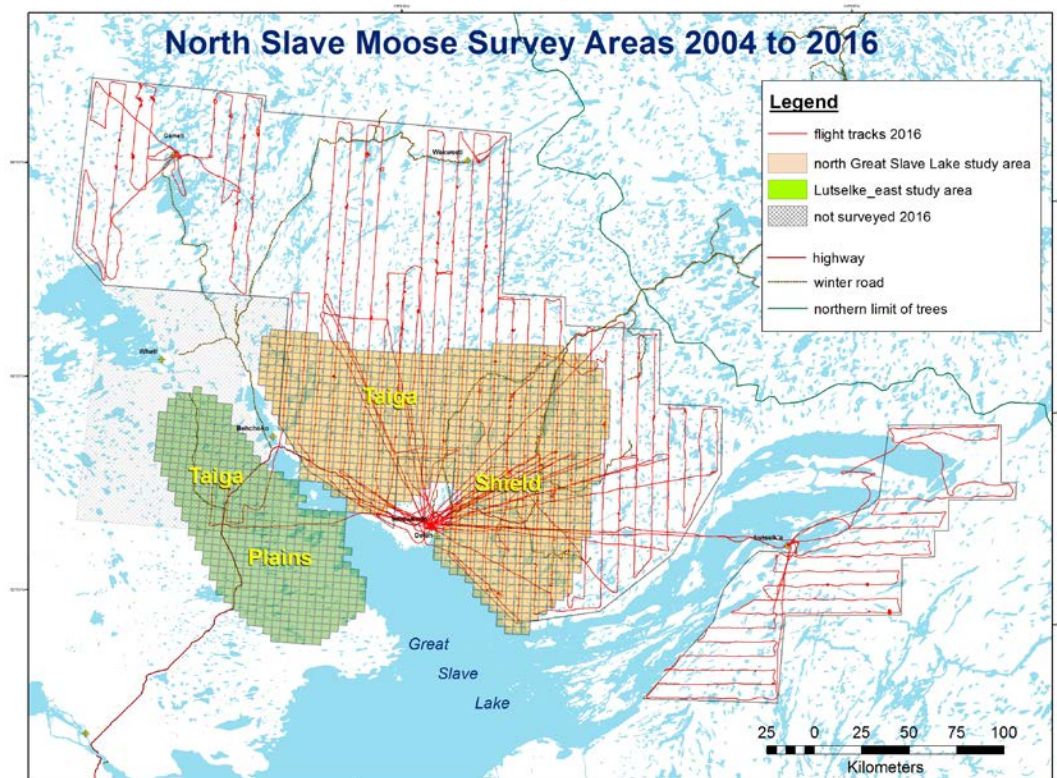 North Slave Moose Survey Areas 2004 to 2016
Legend
flight tracks 2016
north Great Slave Lake study area
Lutselke_east study area
not surveyed 2016
highway
winter road
northern limit of trees
Gameti
Wekweeti
Whati
Behchoko
Taiga
Taiga
Shield
Plains
Lutselk'e
Great
Slave
Lake
25 0 25 50 75 100
Kilometers